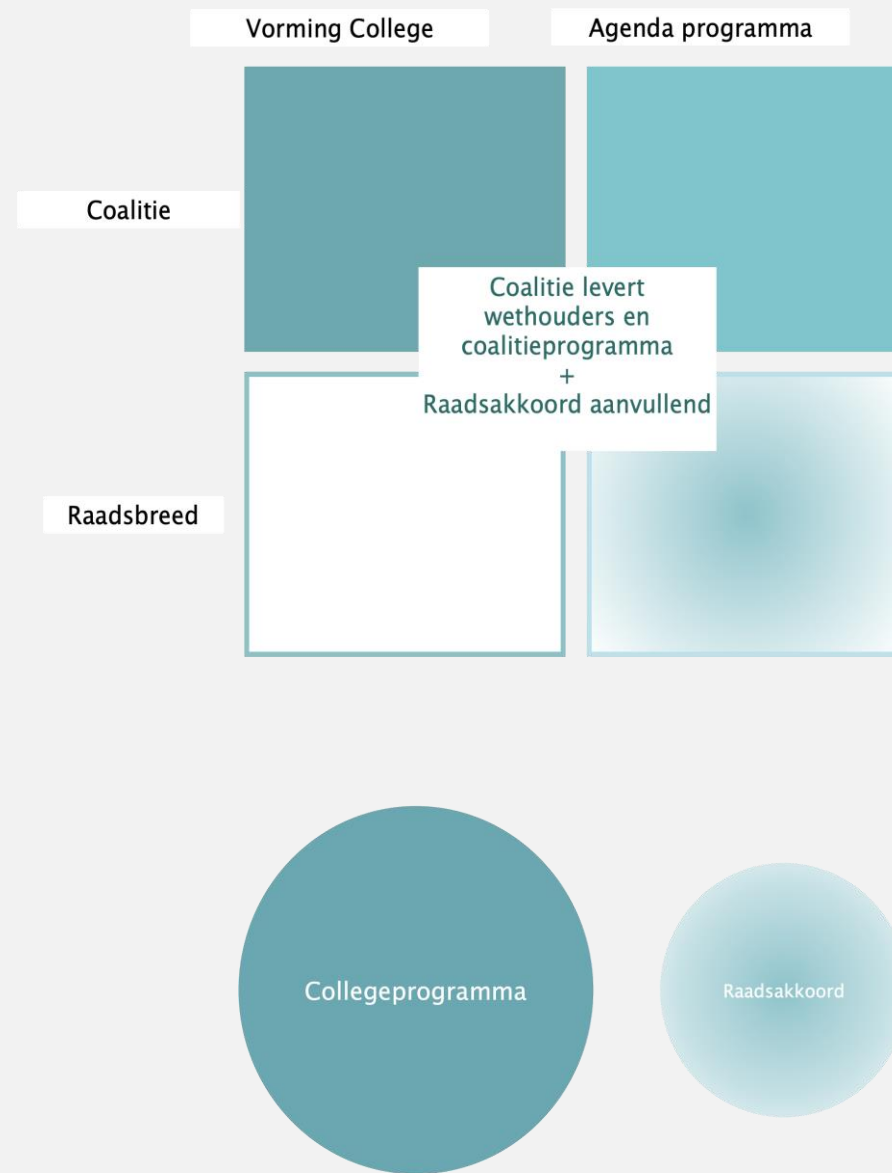 Vorming College
Agenda programma
Coalitie
Coalitie levert
wethouders en
coalitieprogramma
+
Raadsakkoord aanvullend
Raadsbreed
Collegeprogramma
Raadsakkoord